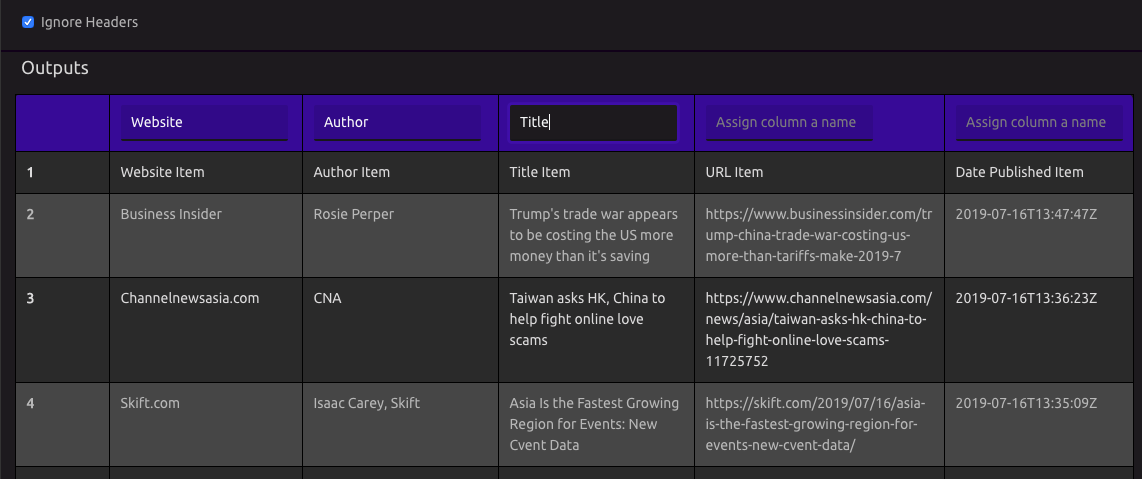 Ignore Headers
Outputs
Website Author Title Assign column a name Assign column a name
1 Website Item Author Item Title Item URL Item Date Published Item
2 Business Insider Rosie Perper Trump's trade war appears https://www.businessinsider.com/tr 2019-07-16T13:47:47Z
to be costing the US more ump-china-trade-war-costing-us-
money than it's saving more-than-tariffs-make-2019-7
3 Channelnewsasia.com CNA Taiwan asks HK, China to https://www.channelnewsasia.com/ 2019-07-16T13:36:23Z
help fight online love news/asia/taiwan-asks-hk-china-to-
scams help-fight-online-love-scams-
11725752
4 Skift.com Isaac Carey, Skift Asia Is the Fastest Growing https://skift.com/2019/07/16/asia- 2019-07-16T13:35:09Z
Region for Events: New is-the-fastest-growing-region-for-
Cvent Data events-new-cvent-data/